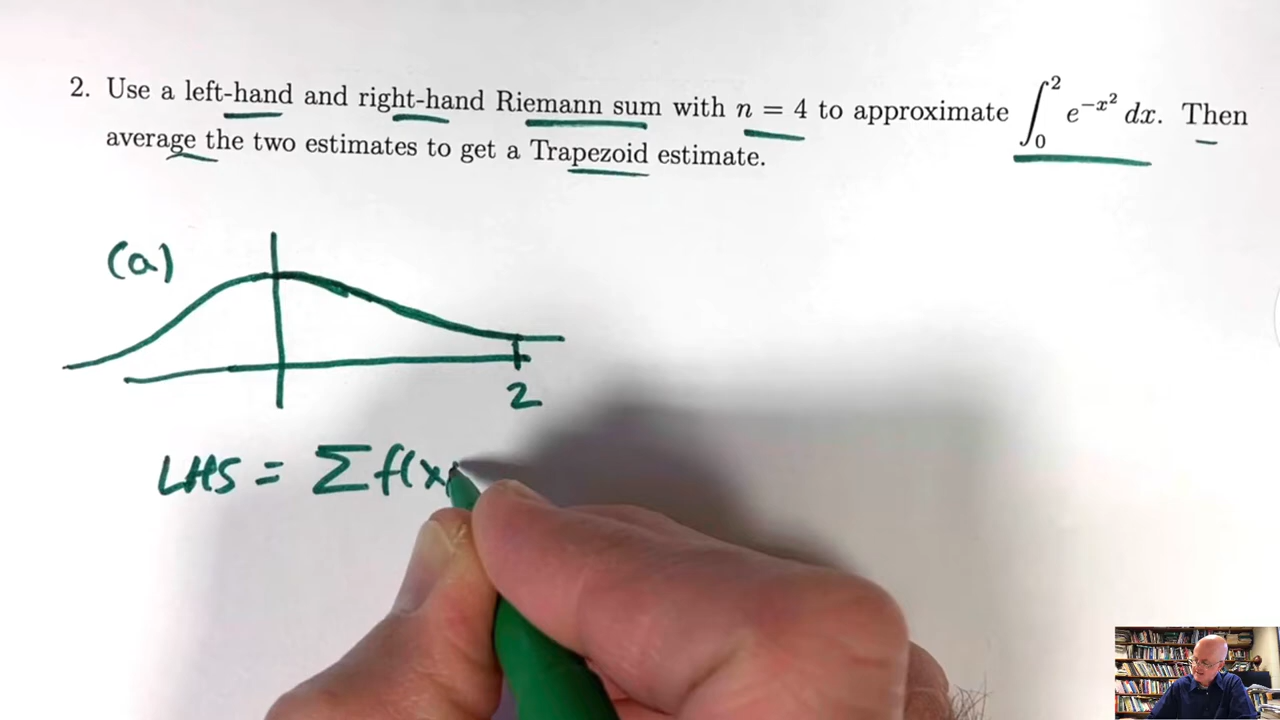 2. Use a left-hand and right-hand Riemann sum with n = 4 to approximate ∫₀² e^{-x²} dx. Then
average the two estimates to get a Trapezoid estimate.
(a)
2
LHS = Σ f(x